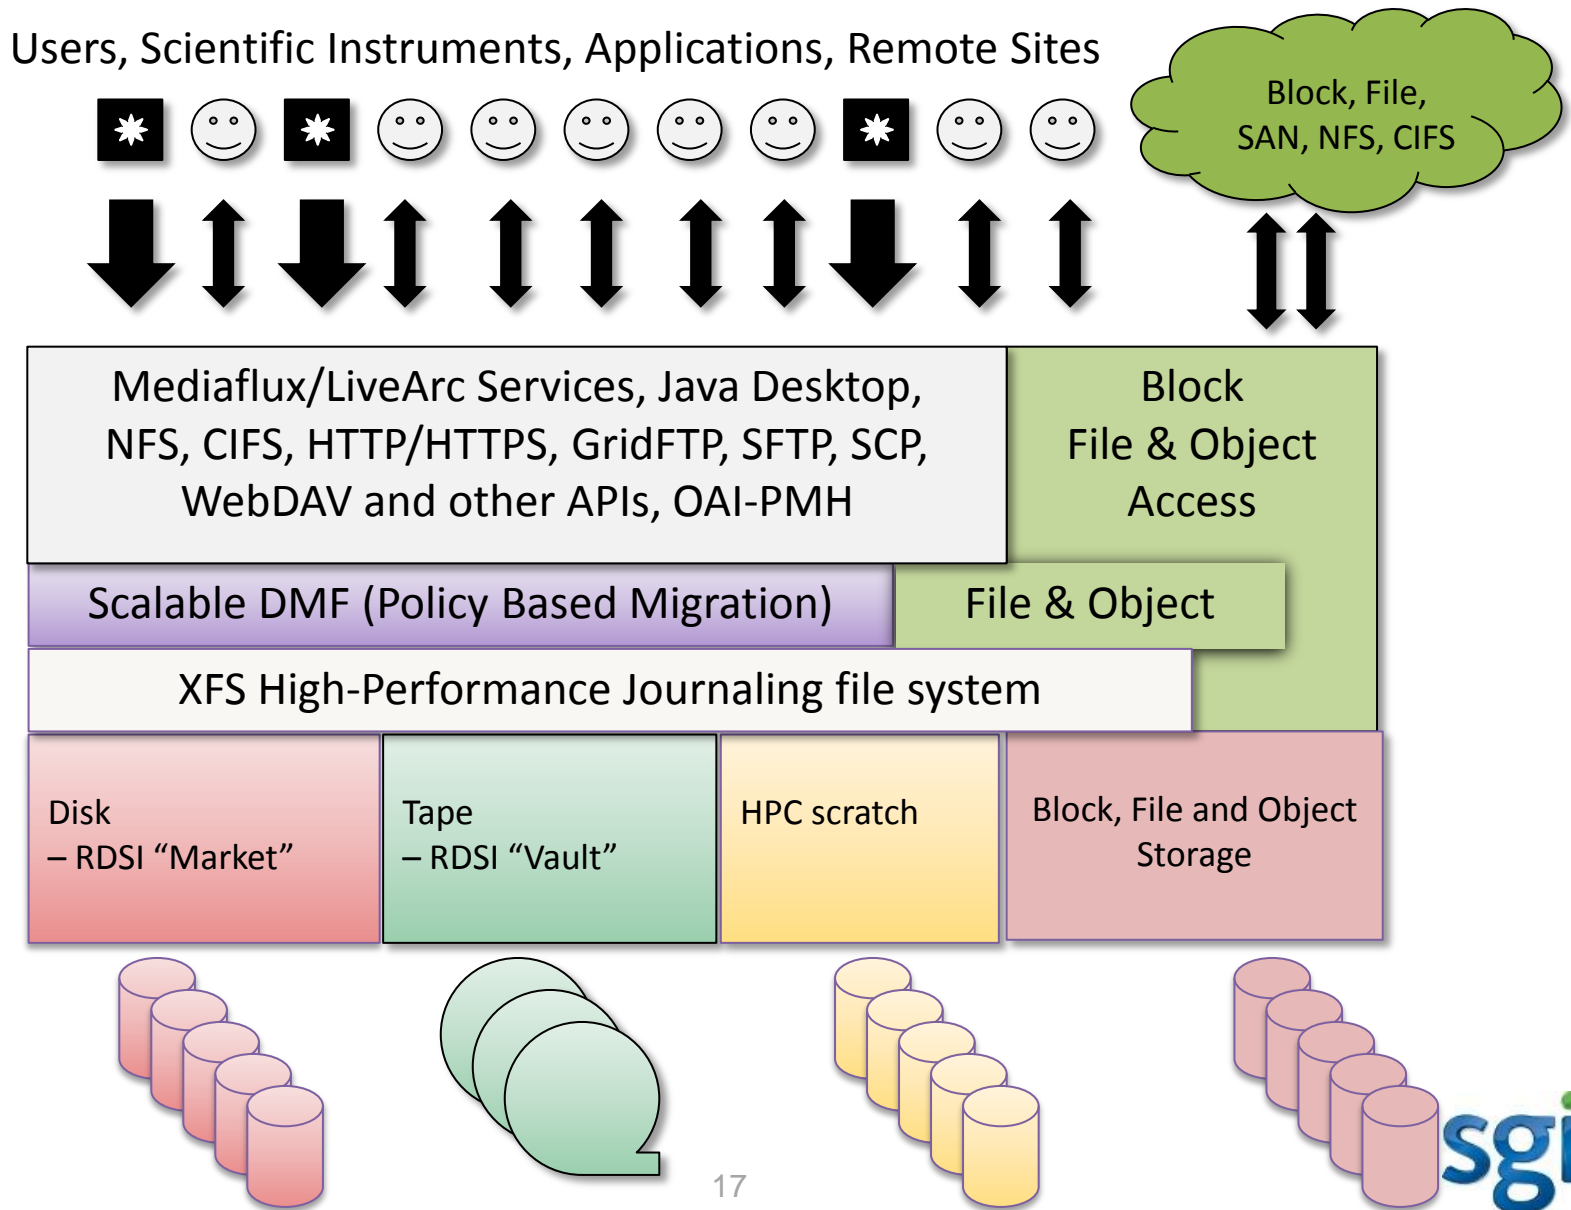 Users, Scientific Instruments, Applications, Remote Sites
Block, File,
SAN, NFS, CIFS
Mediaflux/LiveArc Services, Java Desktop,
NFS, CIFS, HTTP/HTTPS, GridFTP, SFTP, SCP,
WebDAV and other APIs, OAI-PMH
Block
File & Object
Access
Scalable DMF (Policy Based Migration)
File & Object
XFS High-Performance Journaling file system
Disk
– RDSI “Market”
Tape
– RDSI “Vault”
HPC scratch
Block, File and Object
Storage
17
sgi